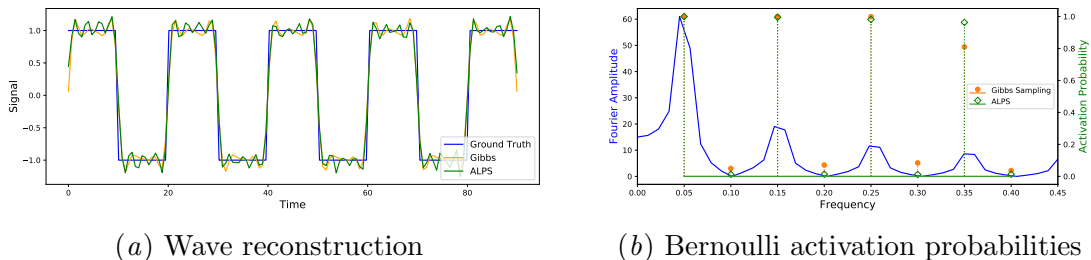 1.0
0.5
0.0
−0.5
−1.0
Signal
0
20
40
60
80
Time
Ground Truth
Gibbs
ALPS
(a) Wave reconstruction
60
50
40
30
20
10
0
Fourier Amplitude
0.00
0.05
0.10
0.15
0.20
0.25
0.30
0.35
0.40
0.45
Frequency
1.0
0.8
0.6
0.4
0.2
0.0
Activation Probability
Gibbs Sampling
ALPS
(b) Bernoulli activation probabilities